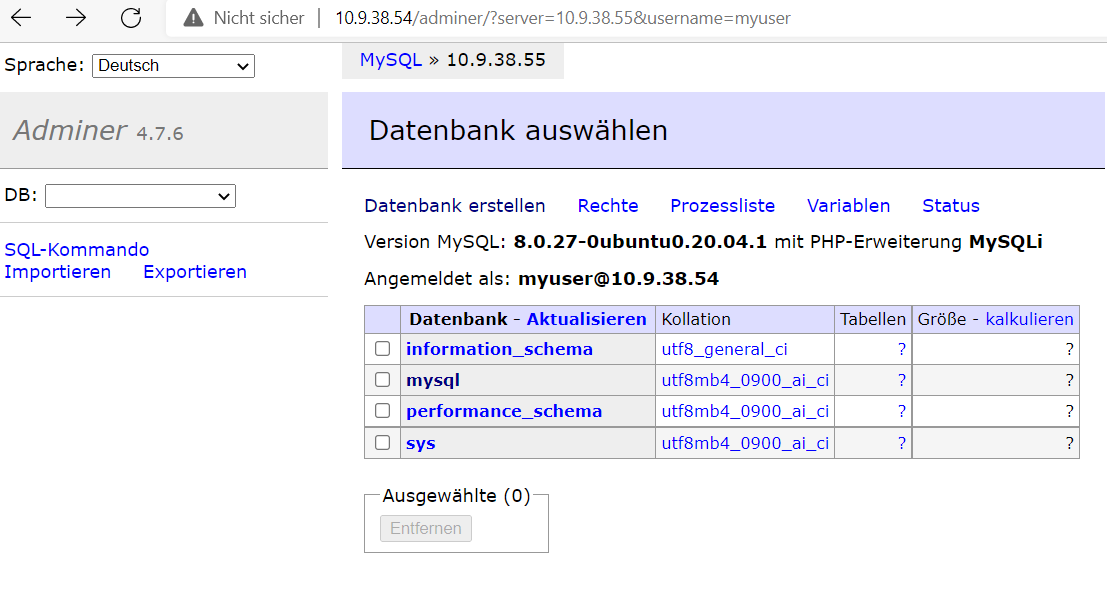 Nicht sicher | 10.9.38.54/adminer/?server=10.9.38.55&username=myuser
Sprache: Deutsch
MySQL » 10.9.38.55
Adminer 4.7.6
Datenbank auswählen
DB:
SQL-Kommando
Importieren Exportieren
Datenbank erstellen Rechte Prozessliste Variablen Status
Version MySQL: 8.0.27-0ubuntu0.20.04.1 mit PHP-Erweiterung MySQLi
Angemeldet als: myuser@10.9.38.54
Datenbank - Aktualisieren Kollation Tabellen Größe - kalkulieren
information_schema utf8_general_ci ? ?
mysql utf8mb4_0900_ai_ci ? ?
performance_schema utf8mb4_0900_ai_ci ? ?
sys utf8mb4_0900_ai_ci ? ?
Ausgewählte (0)
Entfernen